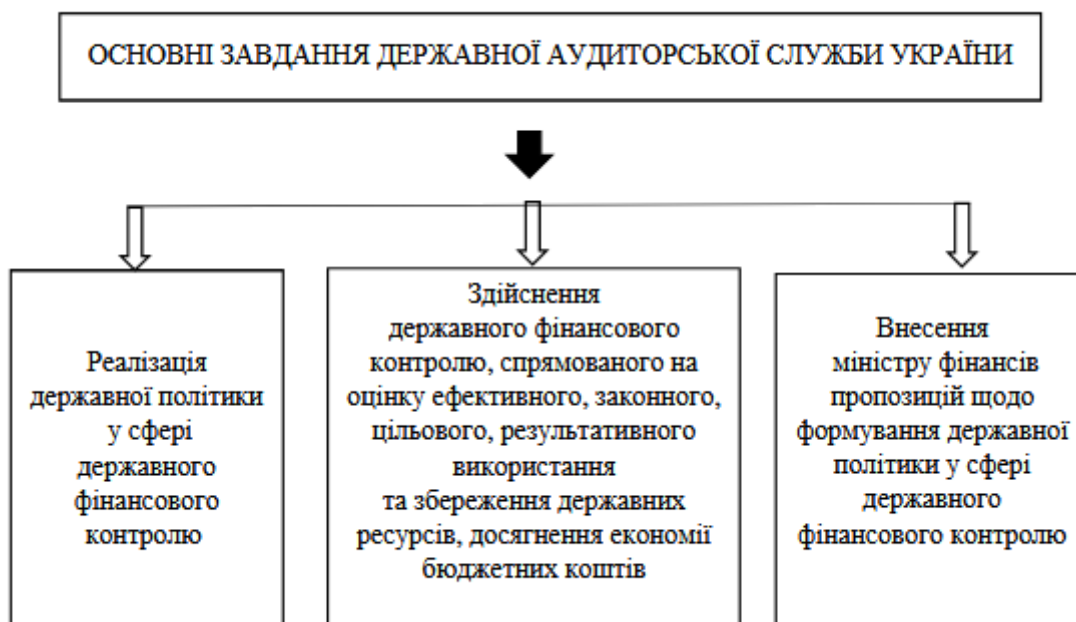 ОСНОВНІ ЗАВДАННЯ ДЕРЖАВНОЇ АУДИТОРСЬКОЇ СЛУЖБИ УКРАЇНИ
Реалізація
державної політики
у сфері
державного
фінансового
контролю
Здійснення
державного фінансового
контролю, спрямованого на
оцінку ефективного, законного,
цільового, результативного
використання
та збереження державних
ресурсів, досягнення економії
бюджетних коштів
Внесення
міністру фінансів
пропозицій щодо
формування державної
політики у сфері
державного
фінансового контролю